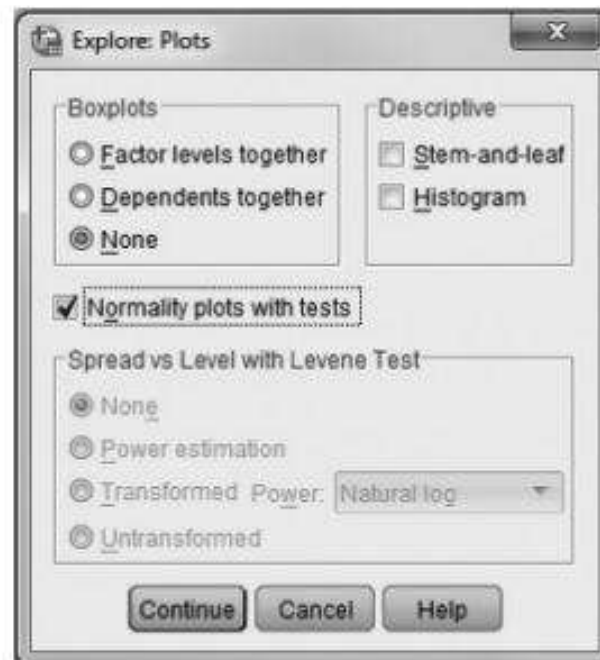 Explore: Plots
Boxplots
Factor levels together
Dependents together
None
Descriptive
Stem-and-leaf
Histogram
Normality plots with tests
Spread vs Level with Levene Test
None
Power estimation
Transformed Power: Natural log
Untransformed
Continue Cancel Help